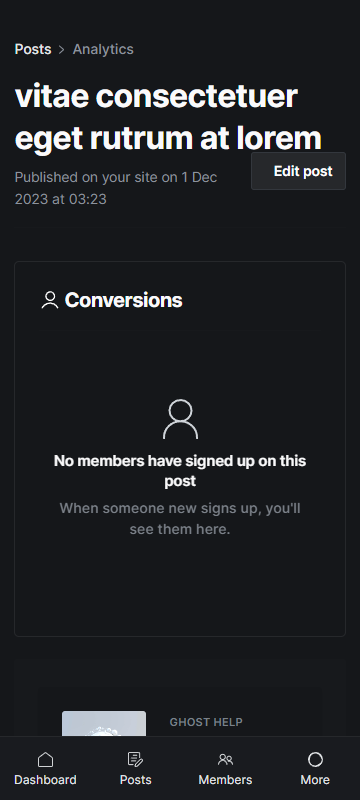 Posts > Analytics
vitae consectetuer
eget rutrum at lorem
Published on your site on 1 Dec
2023 at 03:23
Edit post
Conversions
No members have signed up on this
post
When someone new signs up, you'll
see them here.
GHOST HELP
Dashboard
Posts
Members
More